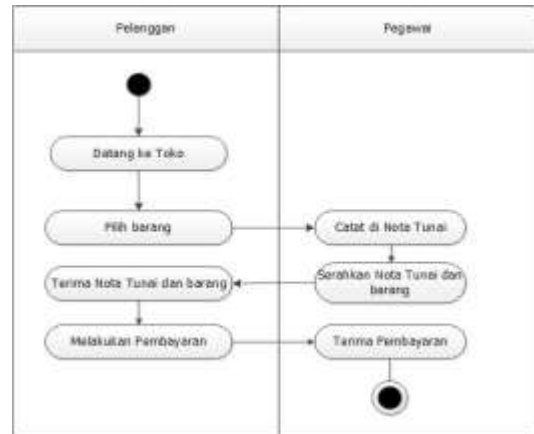 Pelanggan
Pegawai
Datang ke Toko
Pilih barang
Catat di Nota Tunai
Serahkan Nota Tunai dan
barang
Terima Nota Tunai dan barang
Melakukan Pembayaran
Terima Pembayaran